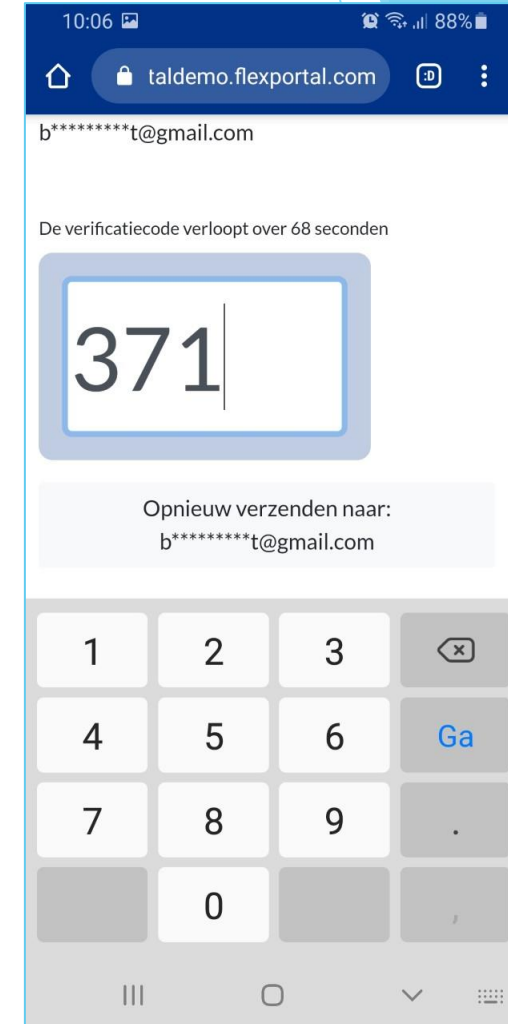 10:06 88%
taldemo.flexportal.com :D
b*********t@gmail.com
De verificatiecode verloopt over 68 seconden
371
Opnieuw verzenden naar:
b*********t@gmail.com
1 2 3
4 5 6 Ga
7 8 9 .
0 ,